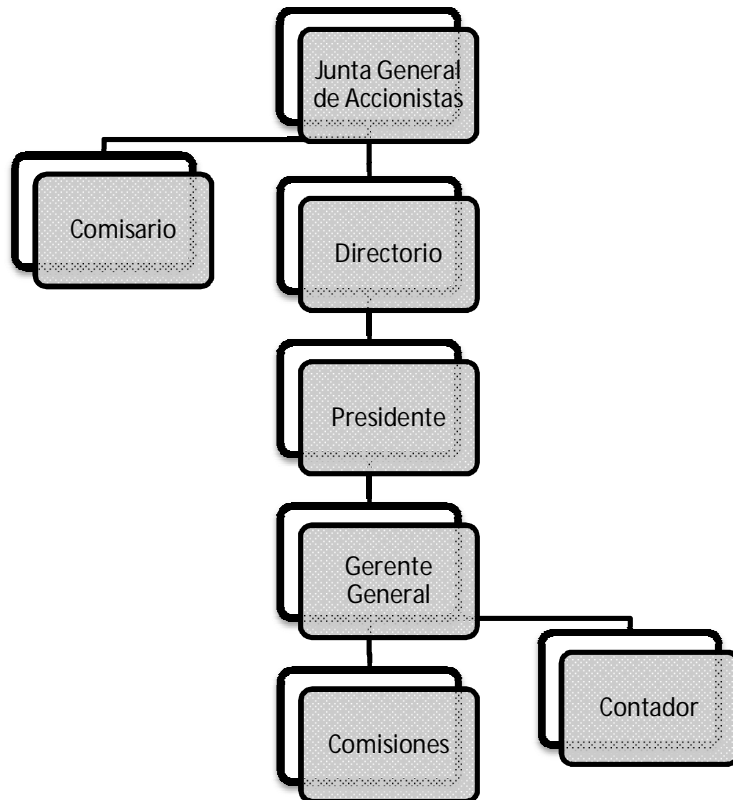 Junta General
de Accionistas
Comisario
Directorio
Presidente
Gerente
General
Contador
Comisiones